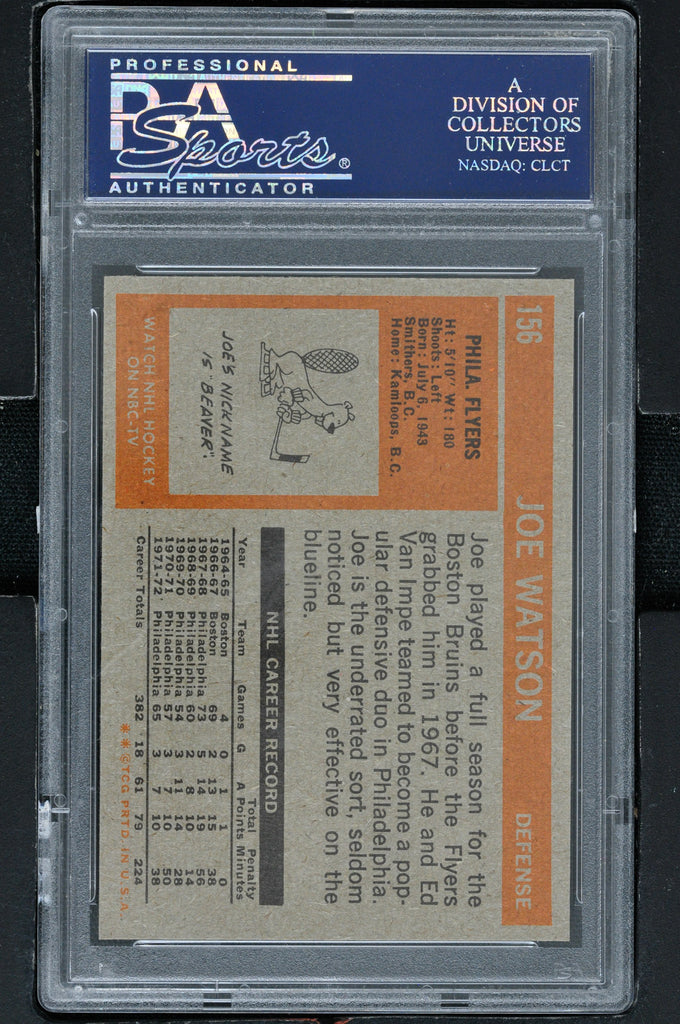 PROFESSIONAL
PSA
Sports®
AUTHENTICATOR
A
DIVISION OF
COLLECTORS
UNIVERSE
NASDAQ: CLCT
156 JOE WATSON DEFENSE
PHILA. FLYERS
Ht: 5'10" Wt: 180
Shoots: Left
Born: July 6, 1943
Smithers, B.C.
Home: Kamloops, B.C.
JOE'S NICKNAME
IS "BEAVER".
WATCH NHL HOCKEY
ON NBC-TV
Joe played a full season for the
Boston Bruins before the Flyers
grabbed him in 1967. He and Ed
Van Impe teamed to become a pop-
ular defensive duo in Philadelphia.
Joe is the underrated sort, seldom
noticed but very effective on the
blueline.
NHL CAREER RECORD
Total Penalty
Year Team Games G A Points Minutes
1964-65 Boston 4 0 1 1 0
1966-67 Boston 69 2 13 15 38
1967-68 Philadelphia 73 5 14 19 56
1968-69 Philadelphia 60 2 8 10 14
1969-70 Philadelphia 54 3 11 14 28
1970-71 Philadelphia 57 3 7 10 50
1971-72 Philadelphia 65 3 7 10 38
Career Totals 382 18 61 79 224
** ©TCG PRTD. IN U.S.A.